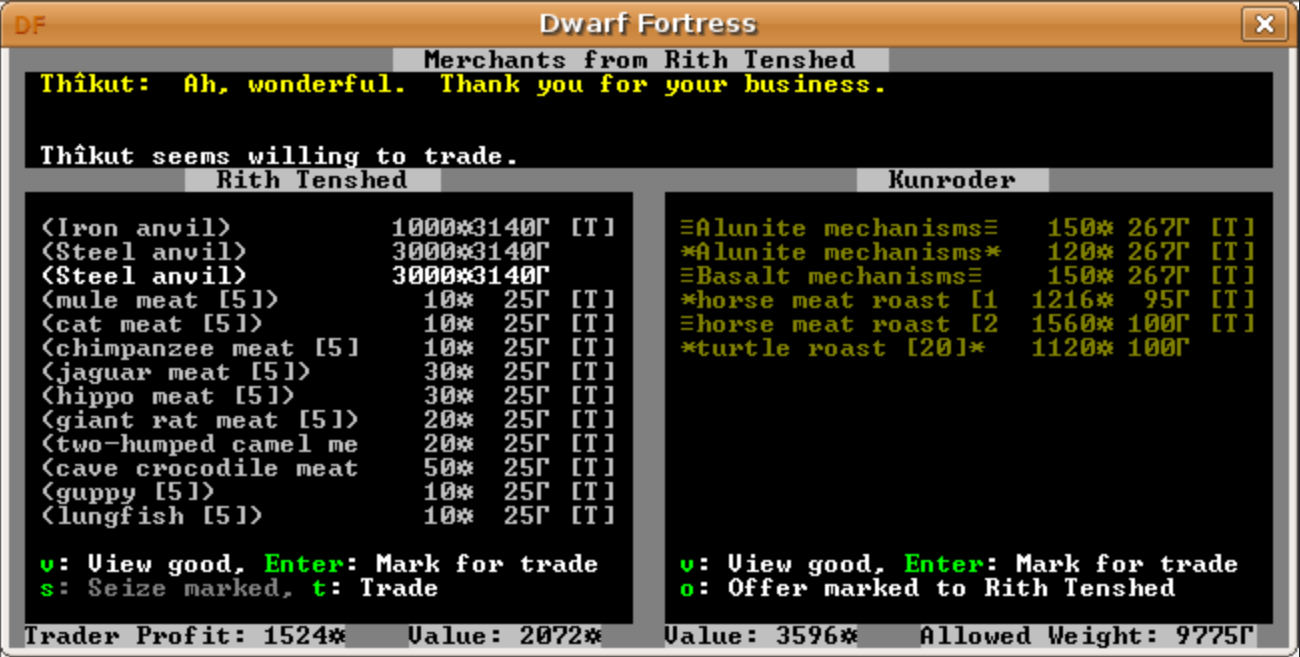 DF Dwarf Fortress
Merchants from Rith Tenshed
Thîkut: Ah, wonderful. Thank you for your business.
Thîkut seems willing to trade.
Rith Tenshed
(Iron anvil) 1000☼3140Γ [T]
(Steel anvil) 3000☼3140Γ
(Steel anvil) 3000☼3140Γ
(mule meat [5]) 10☼ 25Γ [T]
(cat meat [5]) 10☼ 25Γ [T]
(chimpanzee meat [5] 10☼ 25Γ [T]
(jaguar meat [5]) 30☼ 25Γ [T]
(hippo meat [5]) 30☼ 25Γ [T]
(giant rat meat [5]) 20☼ 25Γ [T]
(two-humped camel me 20☼ 25Γ [T]
(cave crocodile meat 50☼ 25Γ [T]
(guppy [5]) 10☼ 25Γ [T]
(lungfish [5]) 10☼ 25Γ [T]
v: View good, Enter: Mark for trade
s: Seize marked, t: Trade
Trader Profit: 1524☼ Value: 2072☼
Kunroder
≡Alunite mechanisms≡ 150☼ 267Γ [T]
*Alunite mechanisms* 120☼ 267Γ [T]
≡Basalt mechanisms≡ 150☼ 267Γ [T]
*horse meat roast [1 1216☼ 95Γ [T]
≡horse meat roast [2 1560☼ 100Γ [T]
*turtle roast [20]* 1120☼ 100Γ
v: View good, Enter: Mark for trade
o: Offer marked to Rith Tenshed
Value: 3596☼ Allowed Weight: 9775Γ